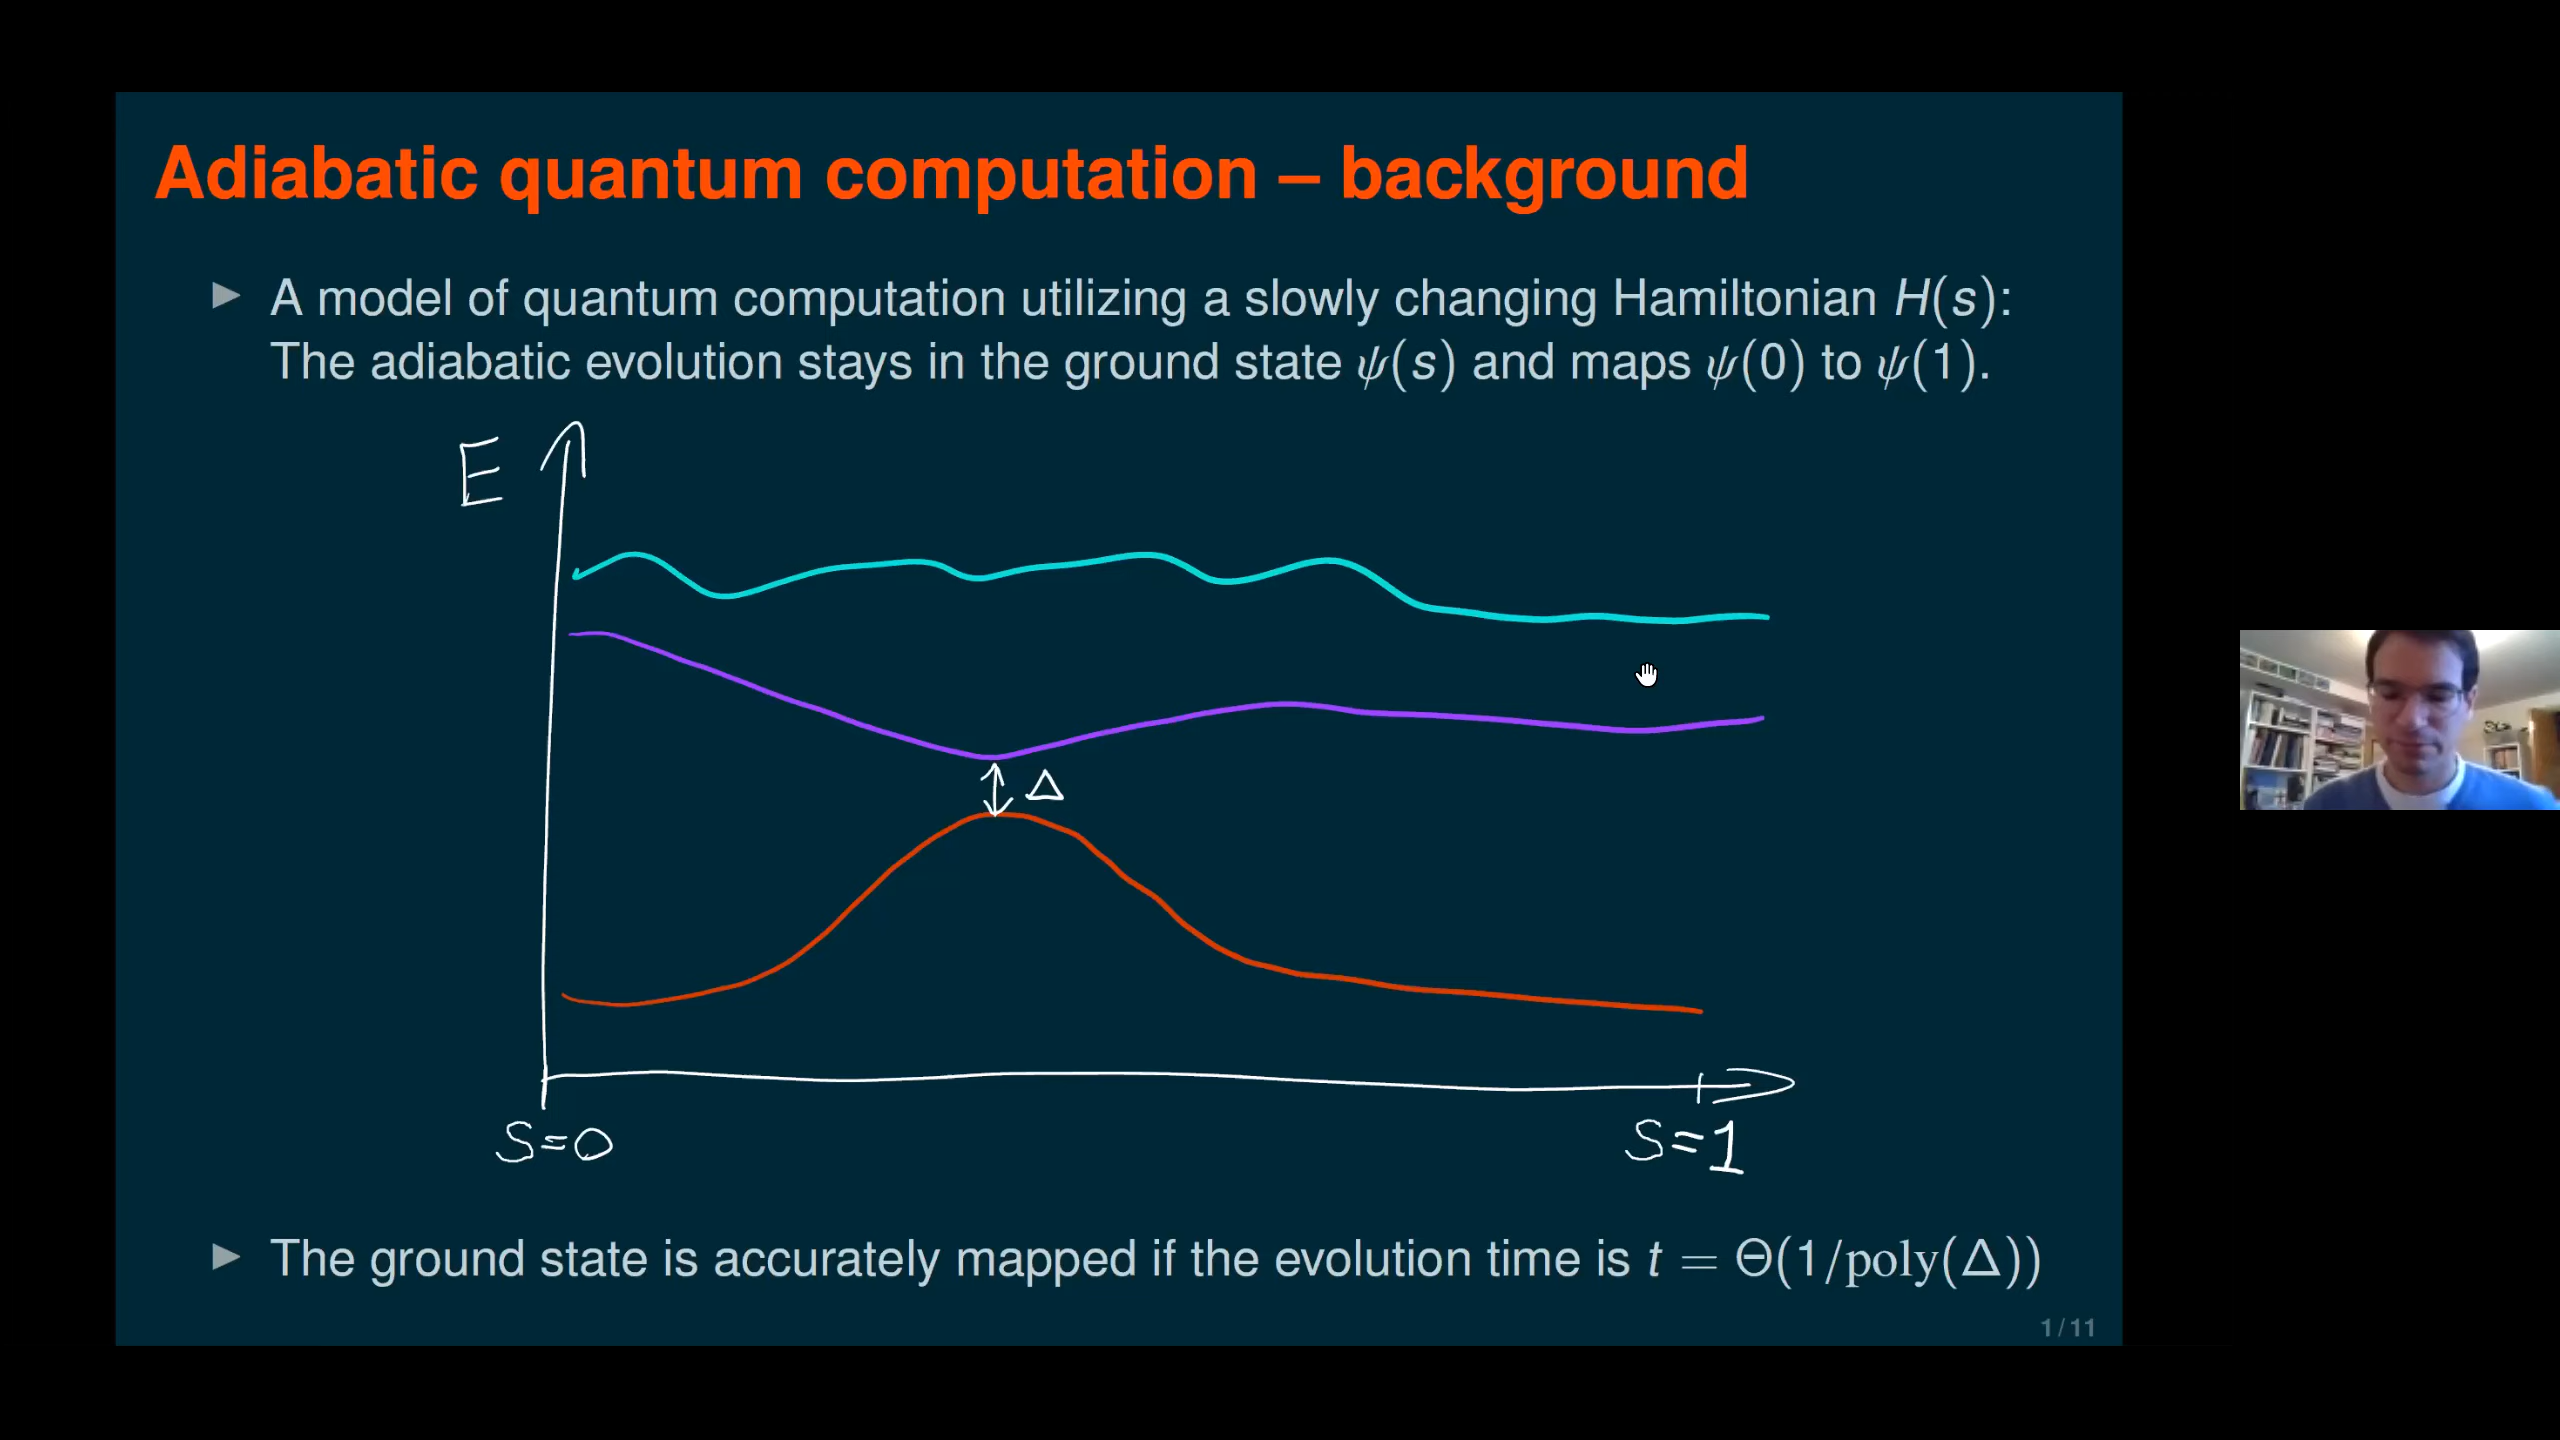 Adiabatic quantum computation – background
▶ A model of quantum computation utilizing a slowly changing Hamiltonian H(s):
The adiabatic evolution stays in the ground state ψ(s) and maps ψ(0) to ψ(1).
E
Δ
S=0
S=1
▶ The ground state is accurately mapped if the evolution time is t = Θ(1/poly(Δ))
1/11